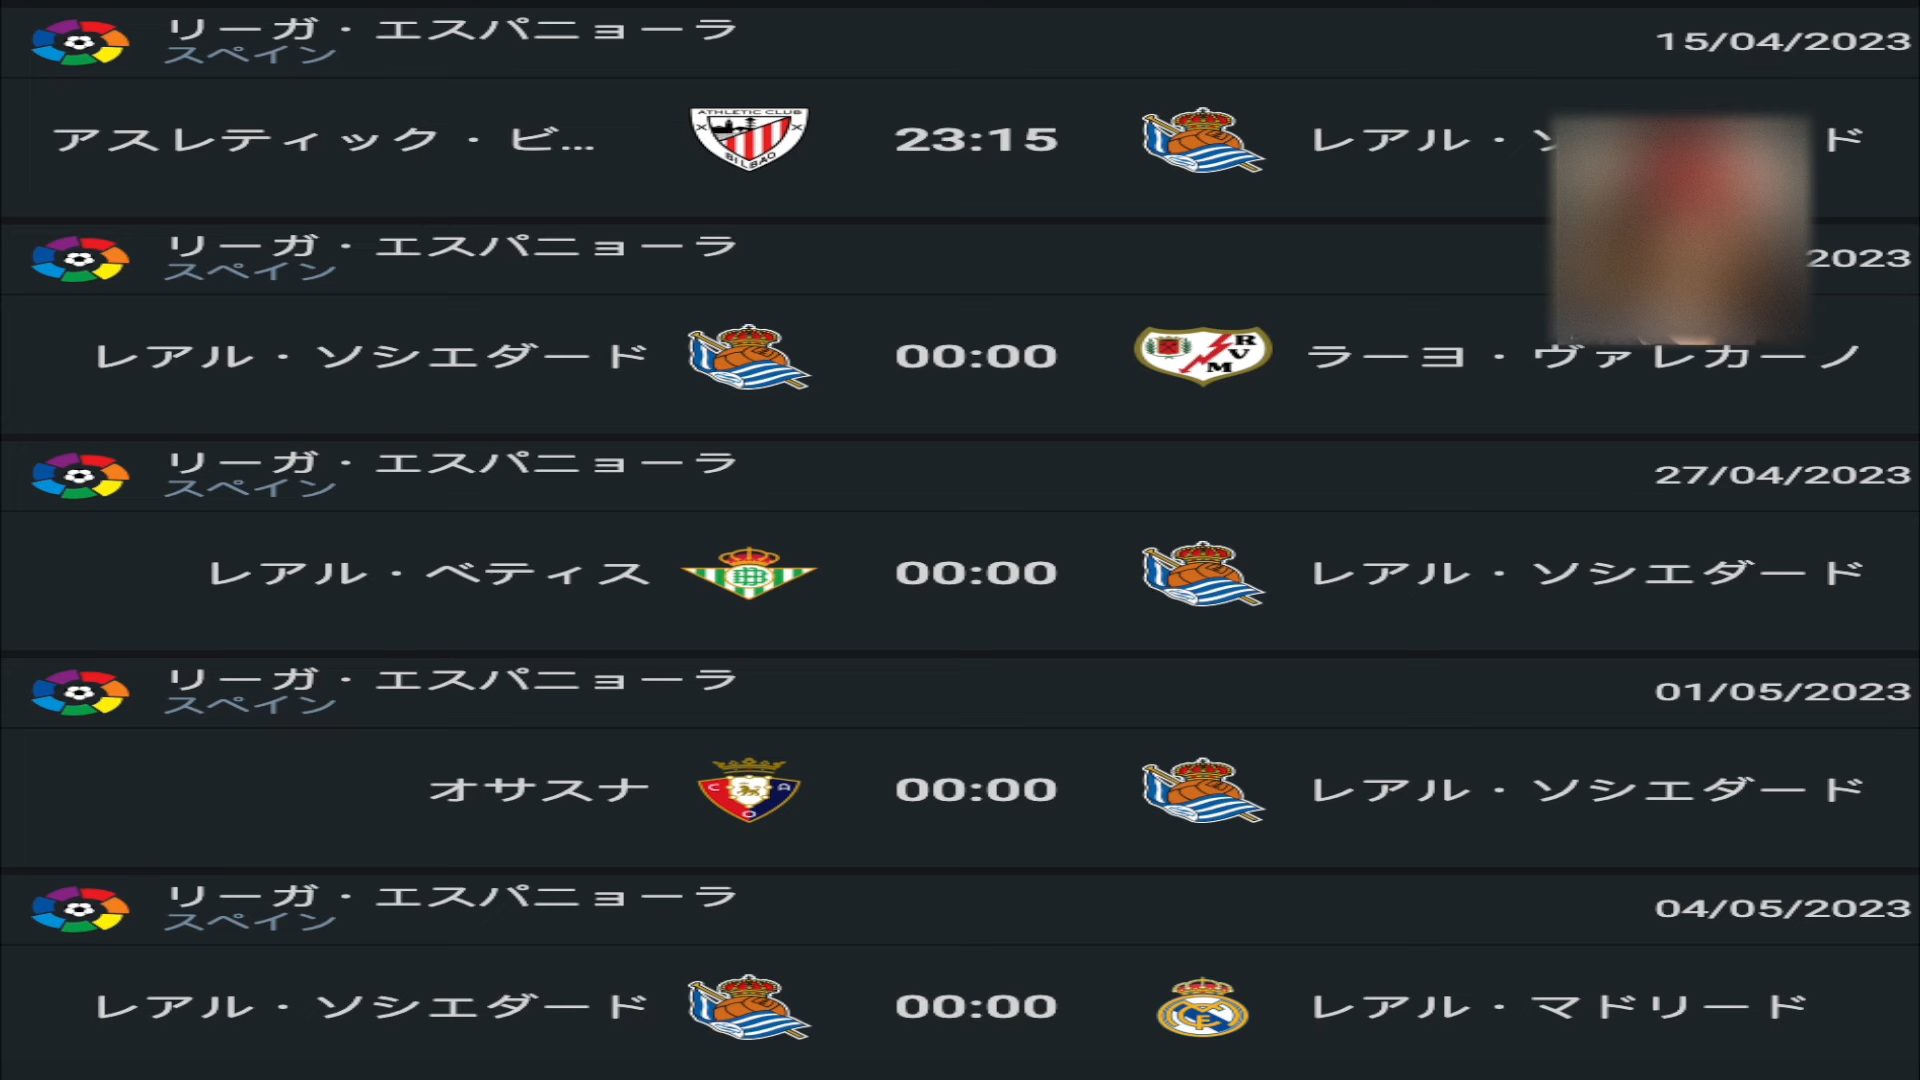 リーガ・エスパニョーラ
スペイン
15/04/2023
アスレティック・ビ...
ATHLETIC CLUB
BILBAO
23:15
レアル・
ド
リーガ・エスパニョーラ
スペイン
2023
レアル・ソシエダード
00:00
R
V
M
ラーヨ・ヴァレカーノ
リーガ・エスパニョーラ
スペイン
27/04/2023
レアル・ベティス
00:00
レアル・ソシエダード
リーガ・エスパニョーラ
スペイン
01/05/2023
オサスナ
C A
O
00:00
レアル・ソシエダード
リーガ・エスパニョーラ
スペイン
04/05/2023
レアル・ソシエダード
00:00
レアル・マドリード